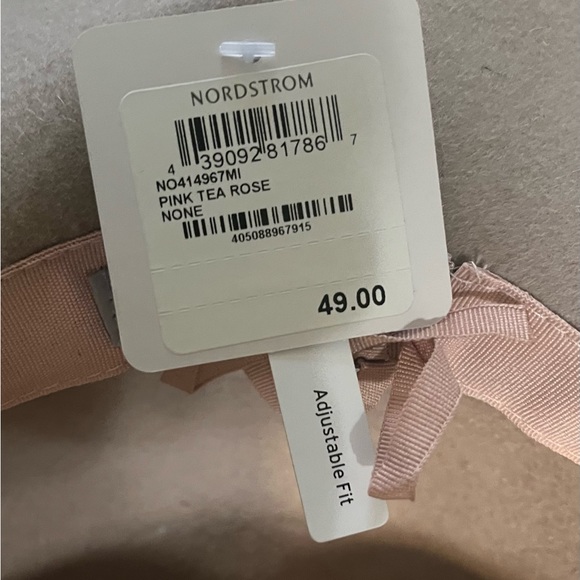 NORDSTROM
4 39092 81786 7
NO414967MI
PINK TEA ROSE
NONE
405088967915
49.00
Adjustable Fit